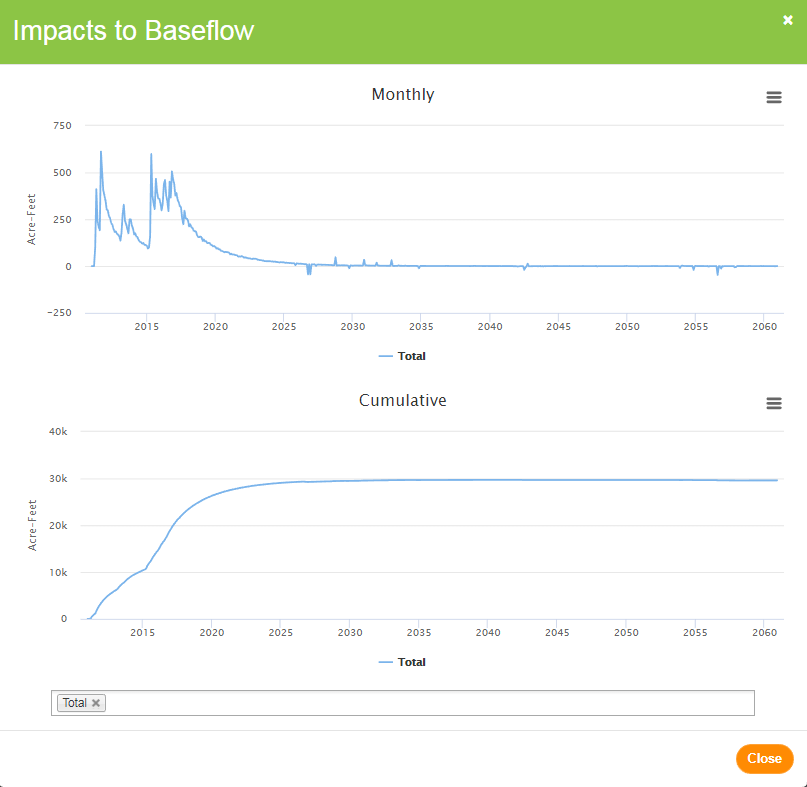 Impacts to Baseflow
×
Monthly
Acre-Feet
750
500
250
0
−250
2015 2020 2025 2030 2035 2040 2045 2050 2055 2060
Total
Cumulative
Acre-Feet
40k
30k
20k
10k
0
2015 2020 2025 2030 2035 2040 2045 2050 2055 2060
Total
Total ×
Close